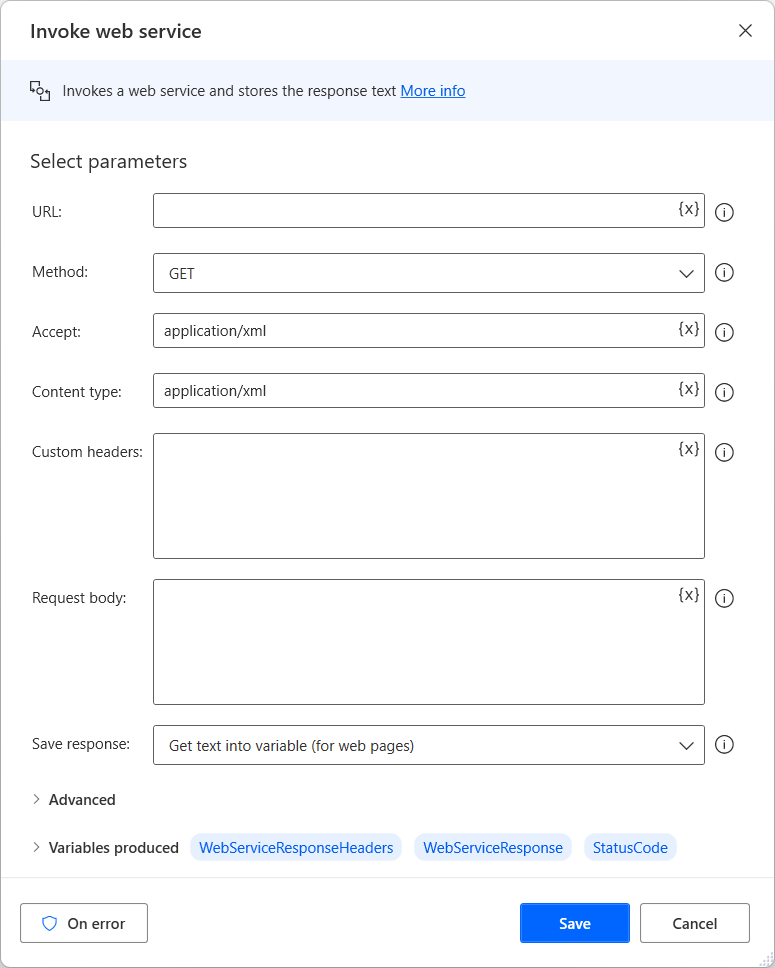 Invoke web service
Invokes a web service and stores the response text More info
Select parameters
URL: {x}
Method: GET
Accept: application/xml {x}
Content type: application/xml {x}
Custom headers: {x}
Request body: {x}
Save response: Get text into variable (for web pages)
Advanced
Variables produced WebServiceResponseHeaders WebServiceResponse StatusCode
On error Save Cancel